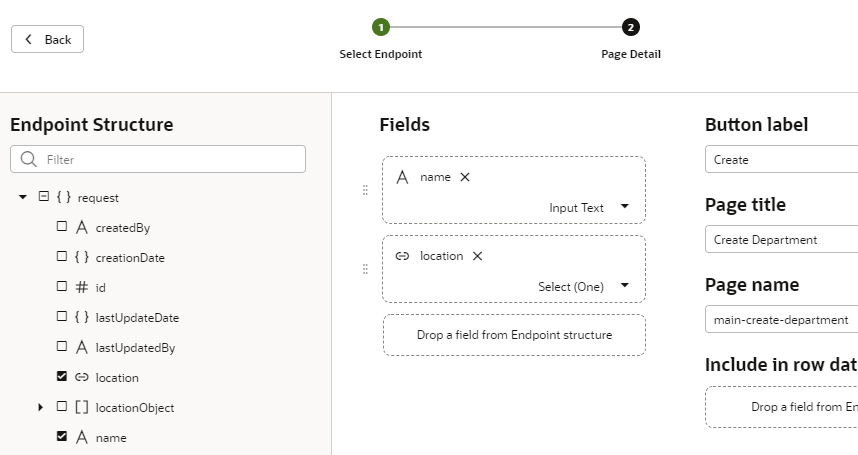 Back
1
2
Select Endpoint
Page Detail
Endpoint Structure
Filter
{ } request
A createdBy
{ } creationDate
# id
{ } lastUpdateDate
A lastUpdatedBy
location
[ ] locationObject
A name
Fields
A name
Input Text
location
Select (One)
Drop a field from Endpoint structure
Button label
Create
Page title
Create Department
Page name
main-create-department
Include in row dat
Drop a field from En